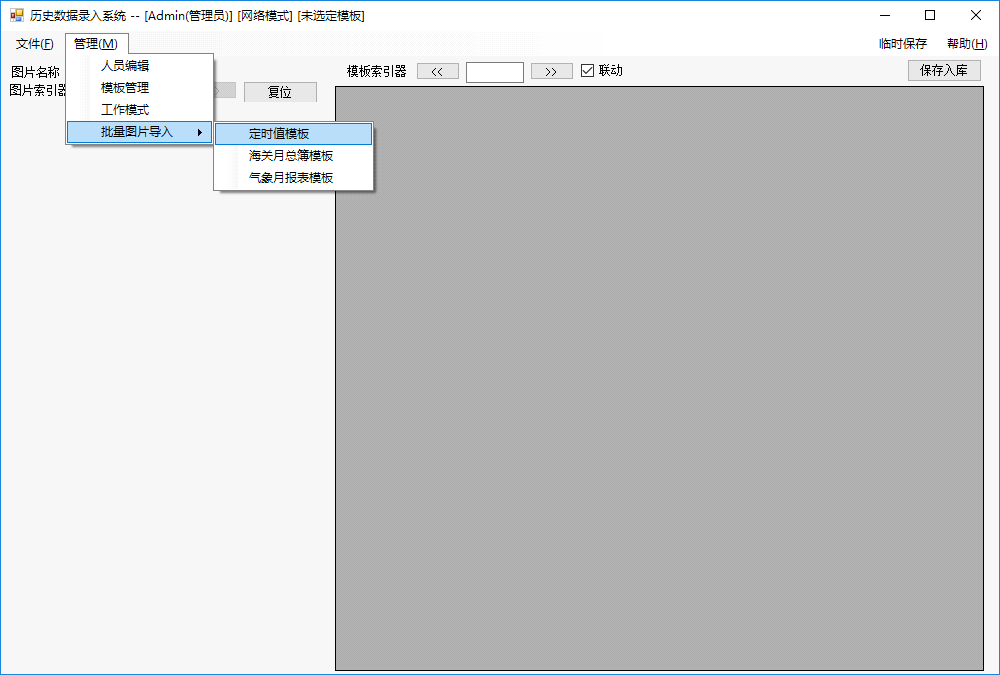 历史数据录入系统 -- [Admin(管理员)] [网络模式] [未选定模板]
文件(F) 管理(M) 临时保存 帮助(H)
图片名称 人员编辑 模板索引器 << >> 联动 保存入库
图片索引器 模板管理 复位
工作模式
批量图片导入 定时值模板
海关月总簿模板
气象月报表模板